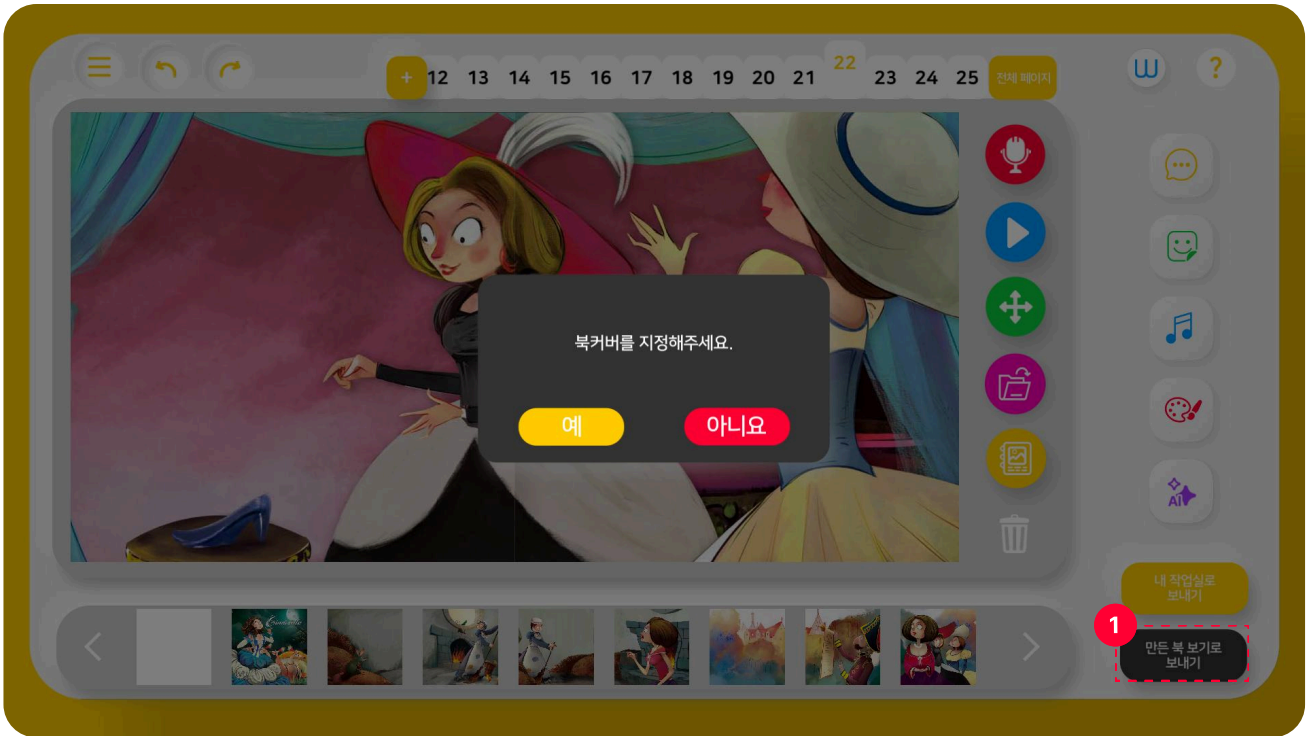 + 12 13 14 15 16 17 18 19 20 21 22 23 24 25 전체 페이지
?
북커버를 지정해주세요.
예 아니요
AI
내 작업실로
보내기
1
만든 북 보기로
보내기